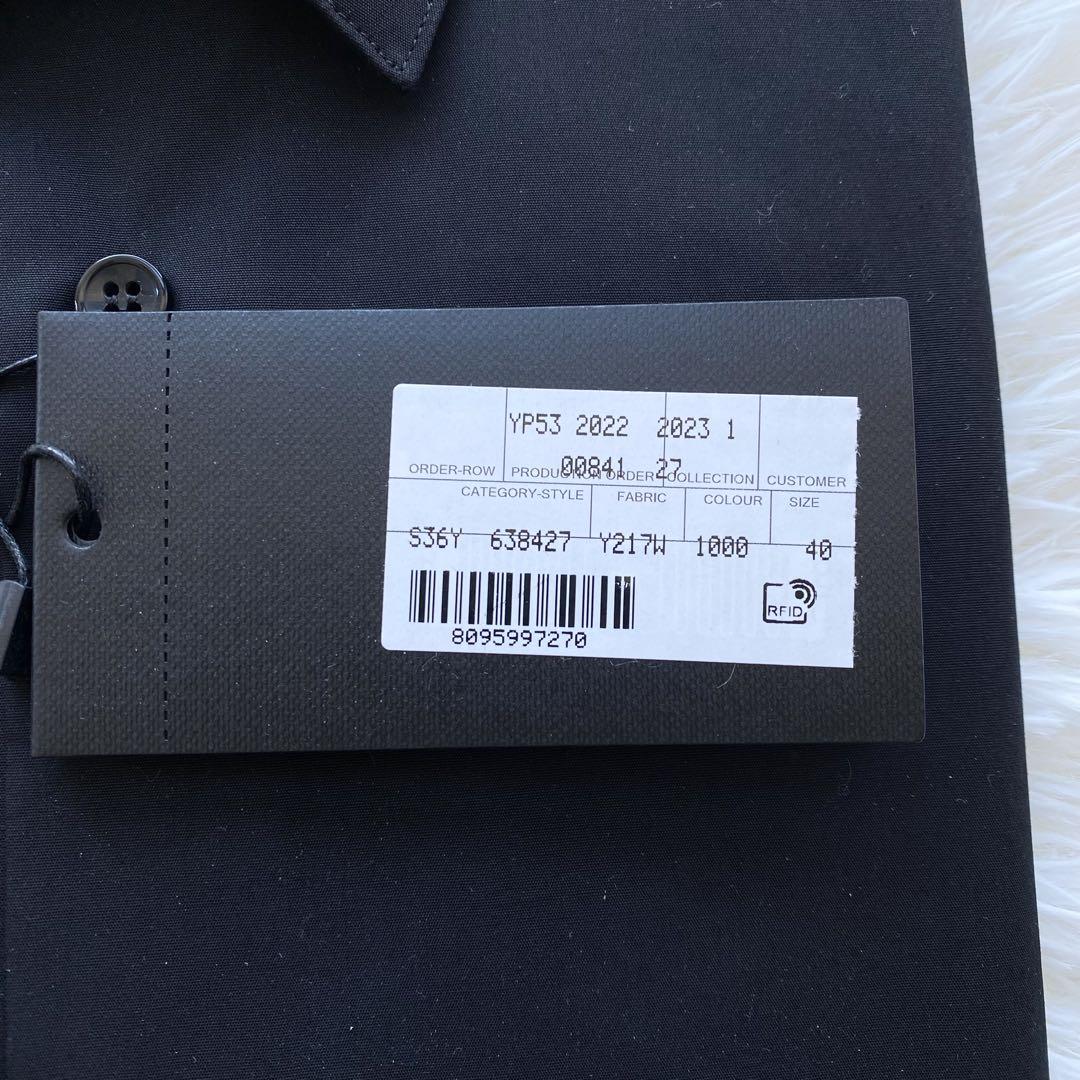 YP53 2022 2023 1
00841 27
ORDER-ROW PRODUCTION ORDER COLLECTION CUSTOMER
CATEGORY-STYLE FABRIC COLOUR SIZE
S36Y 638427 Y217W 1000 40
RFID
8095997270